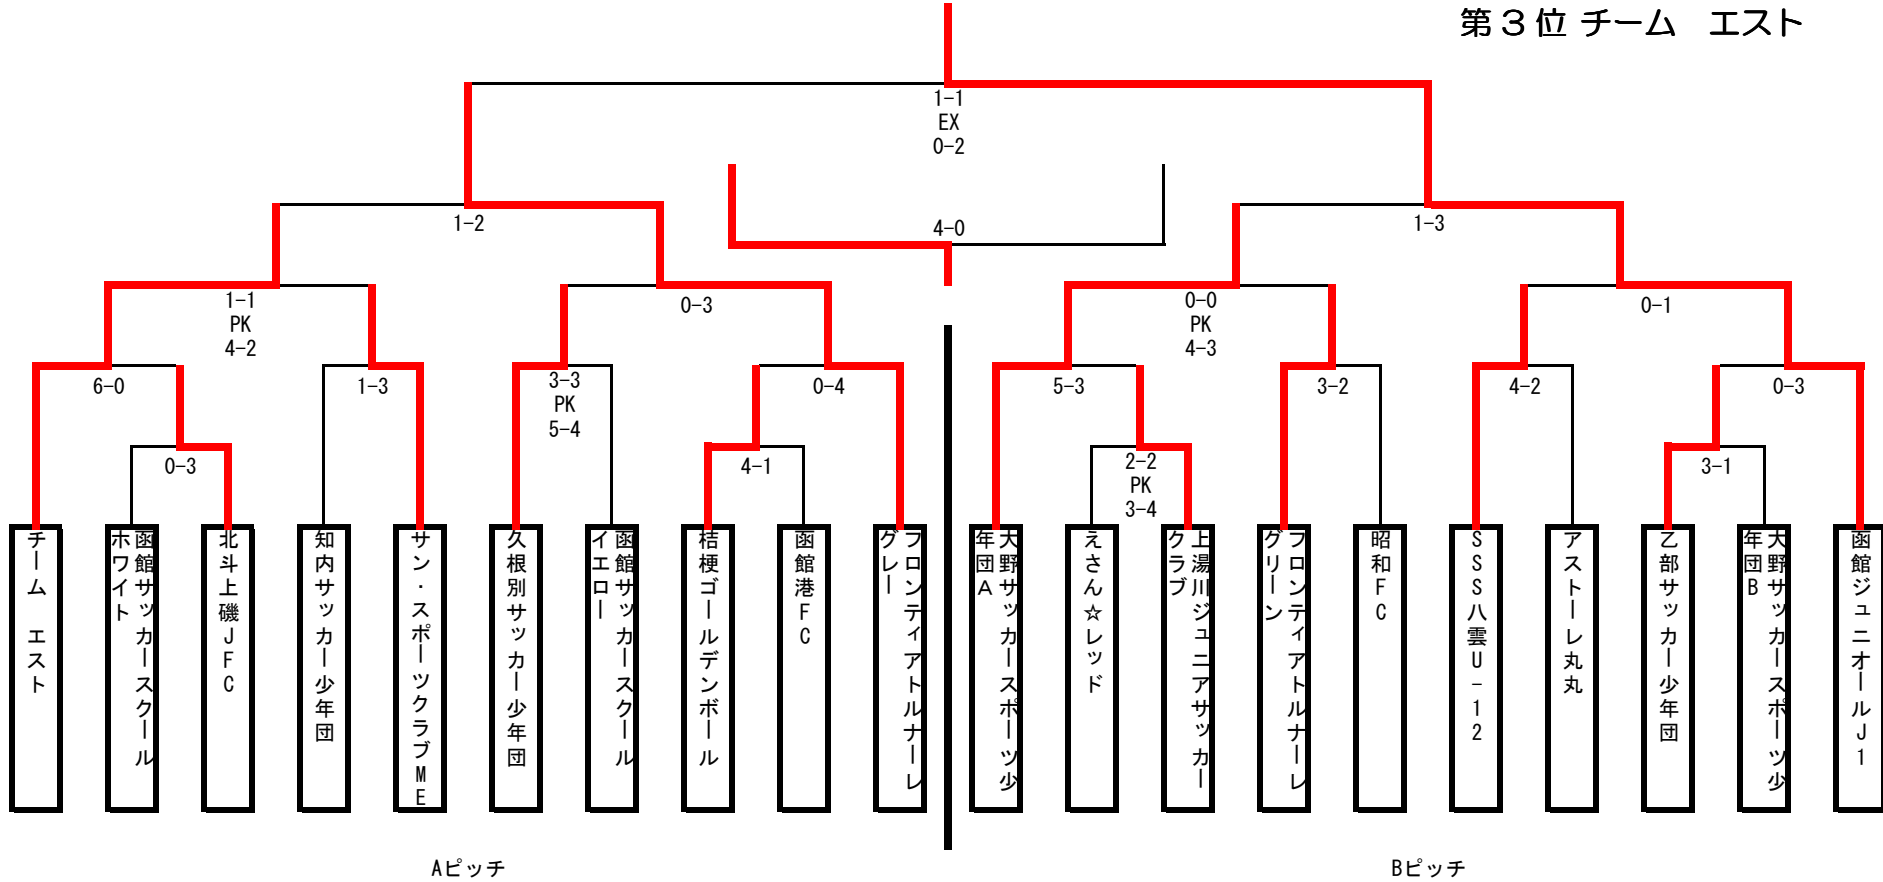 第３位 チーム　エスト
1-1
EX
0-2
1-2
4-0
1-3
1-1
PK
4-2
0-3
0-0
PK
4-3
0-1
6-0
1-3
3-3
PK
5-4
0-4
5-3
3-2
4-2
0-3
0-3
4-1
2-2
PK
3-4
3-1
チーム　エスト
函館サッカースクール
ホワイト
北斗上磯JFC
知内サッカー少年団
サン・スポーツクラブME
久根別サッカー少年団
函館サッカースクール
イエロー
桔梗ゴールデンボール
函館港FC
フロンティアトルナーレ
グレー
大野サッカースポーツ少
年団A
えさん☆レッド
上湯川ジュニアサッカー
クラブ
フロンティアトルナーレ
グリーン
昭和FC
SSS八雲U-12
アストーレ丸丸
乙部サッカー少年団
大野サッカースポーツ少
年団B
函館ジュニオールJ1
Aピッチ
Bピッチ